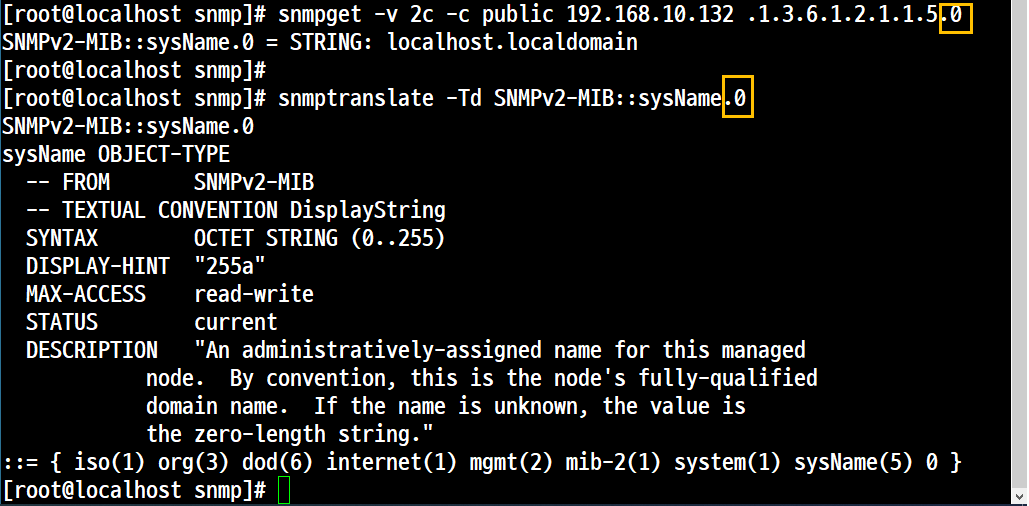 [root@localhost snmp]# snmpget -v 2c -c public 192.168.10.132 .1.3.6.1.2.1.1.5.0
SNMPv2-MIB::sysName.0 = STRING: localhost.localdomain
[root@localhost snmp]#
[root@localhost snmp]# snmptranslate -Td SNMPv2-MIB::sysName.0
SNMPv2-MIB::sysName.0
sysName OBJECT-TYPE
  -- FROM       SNMPv2-MIB
  -- TEXTUAL CONVENTION DisplayString
  SYNTAX        OCTET STRING (0..255)
  DISPLAY-HINT  "255a"
  MAX-ACCESS    read-write
  STATUS        current
  DESCRIPTION   "An administratively-assigned name for this managed
            node.  By convention, this is the node's fully-qualified
            domain name.  If the name is unknown, the value is
            the zero-length string."
::= { iso(1) org(3) dod(6) internet(1) mgmt(2) mib-2(1) system(1) sysName(5) 0 }
[root@localhost snmp]#